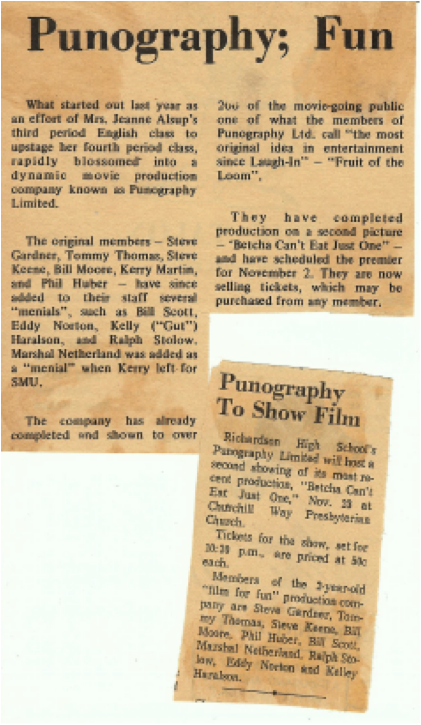 Punography; Fun
What started out last year as
an effort of Mrs. Jeanne Alsup's
third period English class to
upstage her fourth period class,
rapidly blossomed into a
dynamic movie production
company known as Punography
Limited.
The original members – Steve
Gardner, Tommy Thomas, Steve
Keene, Bill Moore, Kerry Martin,
and Phil Huber – have since
added to their staff several
"menials", such as Bill Scott,
Eddy Norton, Kelly ("Gut")
Haralson, and Ralph Stolow.
Marshal Netherland was added as
a "menial" when Kerry left for
SMU.
The company has already
completed and shown to over
200 of the movie-going public
one of what the members of
Punography Ltd. call "the most
original idea in entertainment
since Laugh-In" – "Fruit of the
Loom".
They have completed
production on a second picture
– "Betcha Can't Eat Just One" –
and have scheduled the premier
for November 2. They are now
selling tickets, which may be
purchased from any member.
Punography
To Show Film
Richardson High School's
Punography Limited will host a
second showing of its most re-
cent production, "Betcha Can't
Eat Just One," Nov. 23 at
Churchill Way Presbyterian
Church.
Tickets for the show, set for
10:30 p.m., are priced at 50c
each.
Members of the 2-year-old
"film for fun" production com-
pany are Steve Gardner, Tom-
my Thomas, Steve Keene, Bill
Moore, Phil Huber, Bill Scott,
Marshal Netherland, Ralph Sto-
low, Eddy Norton and Kelley
Haralson.